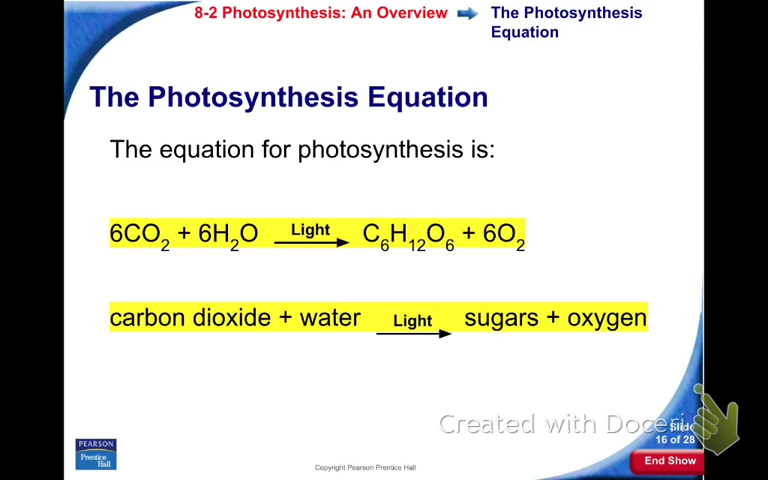 8-2 Photosynthesis: An Overview
The Photosynthesis
Equation
The Photosynthesis Equation
The equation for photosynthesis is:
6CO₂ + 6H₂O Light C₆H₁₂O₆ + 6O₂
carbon dioxide + water Light sugars + oxygen
Created with Doceri
Slide
16 of 28
End Show
PEARSON
Prentice
Hall
Copyright Pearson Prentice Hall